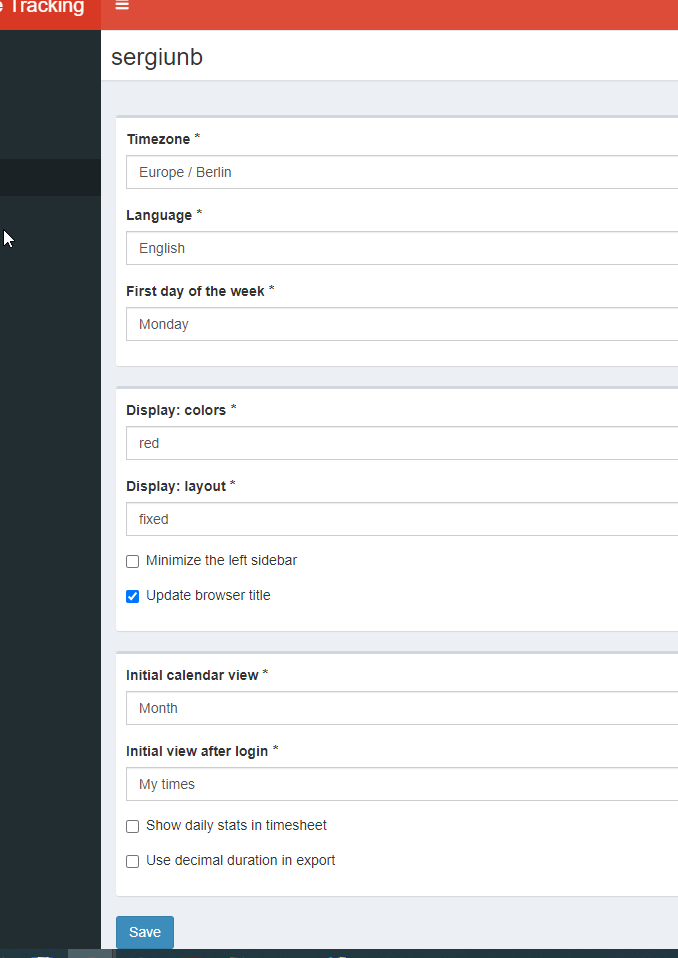 Tracking
sergiunb
Timezone *
Europe / Berlin
Language *
English
First day of the week *
Monday
Display: colors *
red
Display: layout *
fixed
Minimize the left sidebar
Update browser title
Initial calendar view *
Month
Initial view after login *
My times
Show daily stats in timesheet
Use decimal duration in export
Save